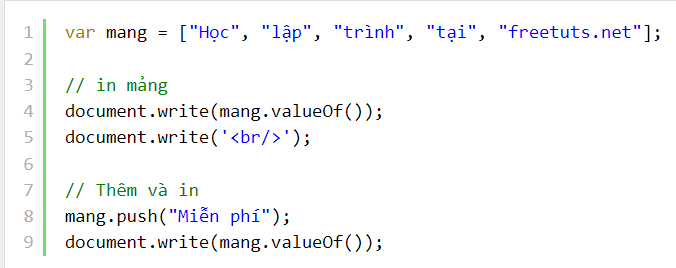 1 var mang = ["Học", "lập", "trình", "tại", "freetuts.net"];
2
3 // in mảng
4 document.write(mang.valueOf());
5 document.write('<br/>');
6
7 // Thêm và in
8 mang.push("Miễn phí");
9 document.write(mang.valueOf());